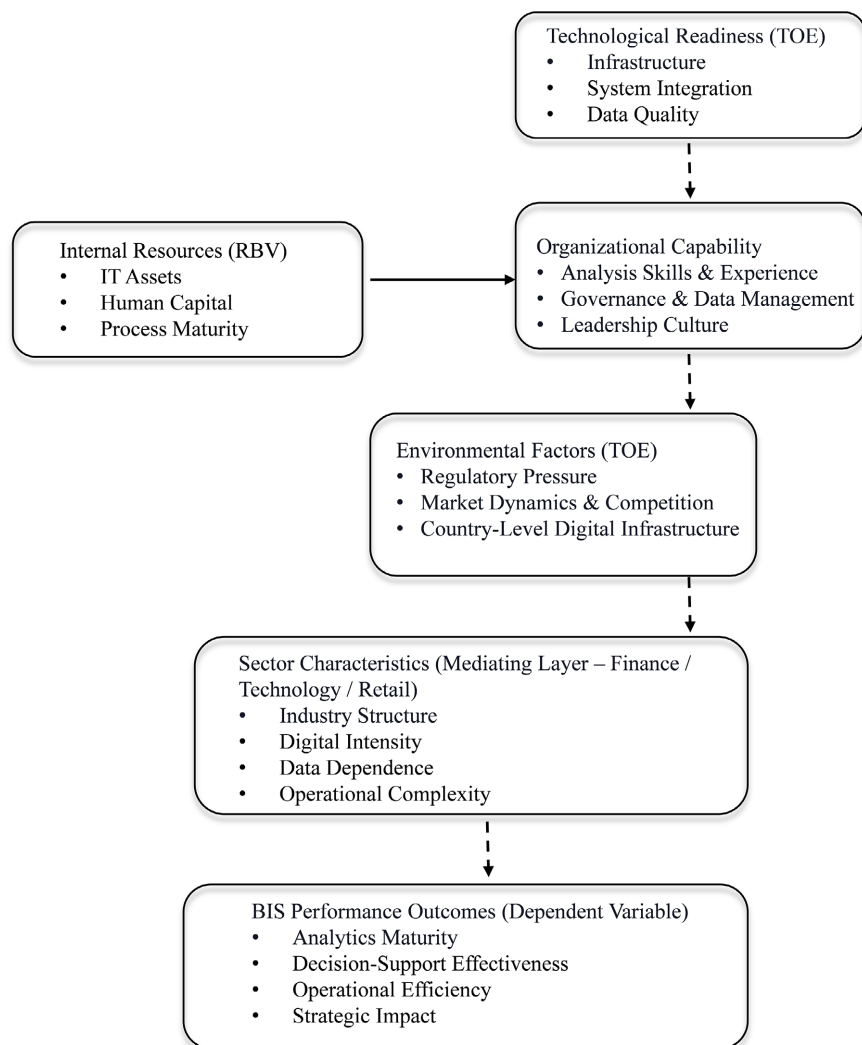 Technological Readiness (TOE)
• Infrastructure
• System Integration
• Data Quality
Internal Resources (RBV)
• IT Assets
• Human Capital
• Process Maturity
Organizational Capability
• Analysis Skills & Experience
• Governance & Data Management
• Leadership Culture
Environmental Factors (TOE)
• Regulatory Pressure
• Market Dynamics & Competition
• Country-Level Digital Infrastructure
Sector Characteristics (Mediating Layer – Finance /
Technology / Retail)
• Industry Structure
• Digital Intensity
• Data Dependence
• Operational Complexity
BIS Performance Outcomes (Dependent Variable)
• Analytics Maturity
• Decision-Support Effectiveness
• Operational Efficiency
• Strategic Impact